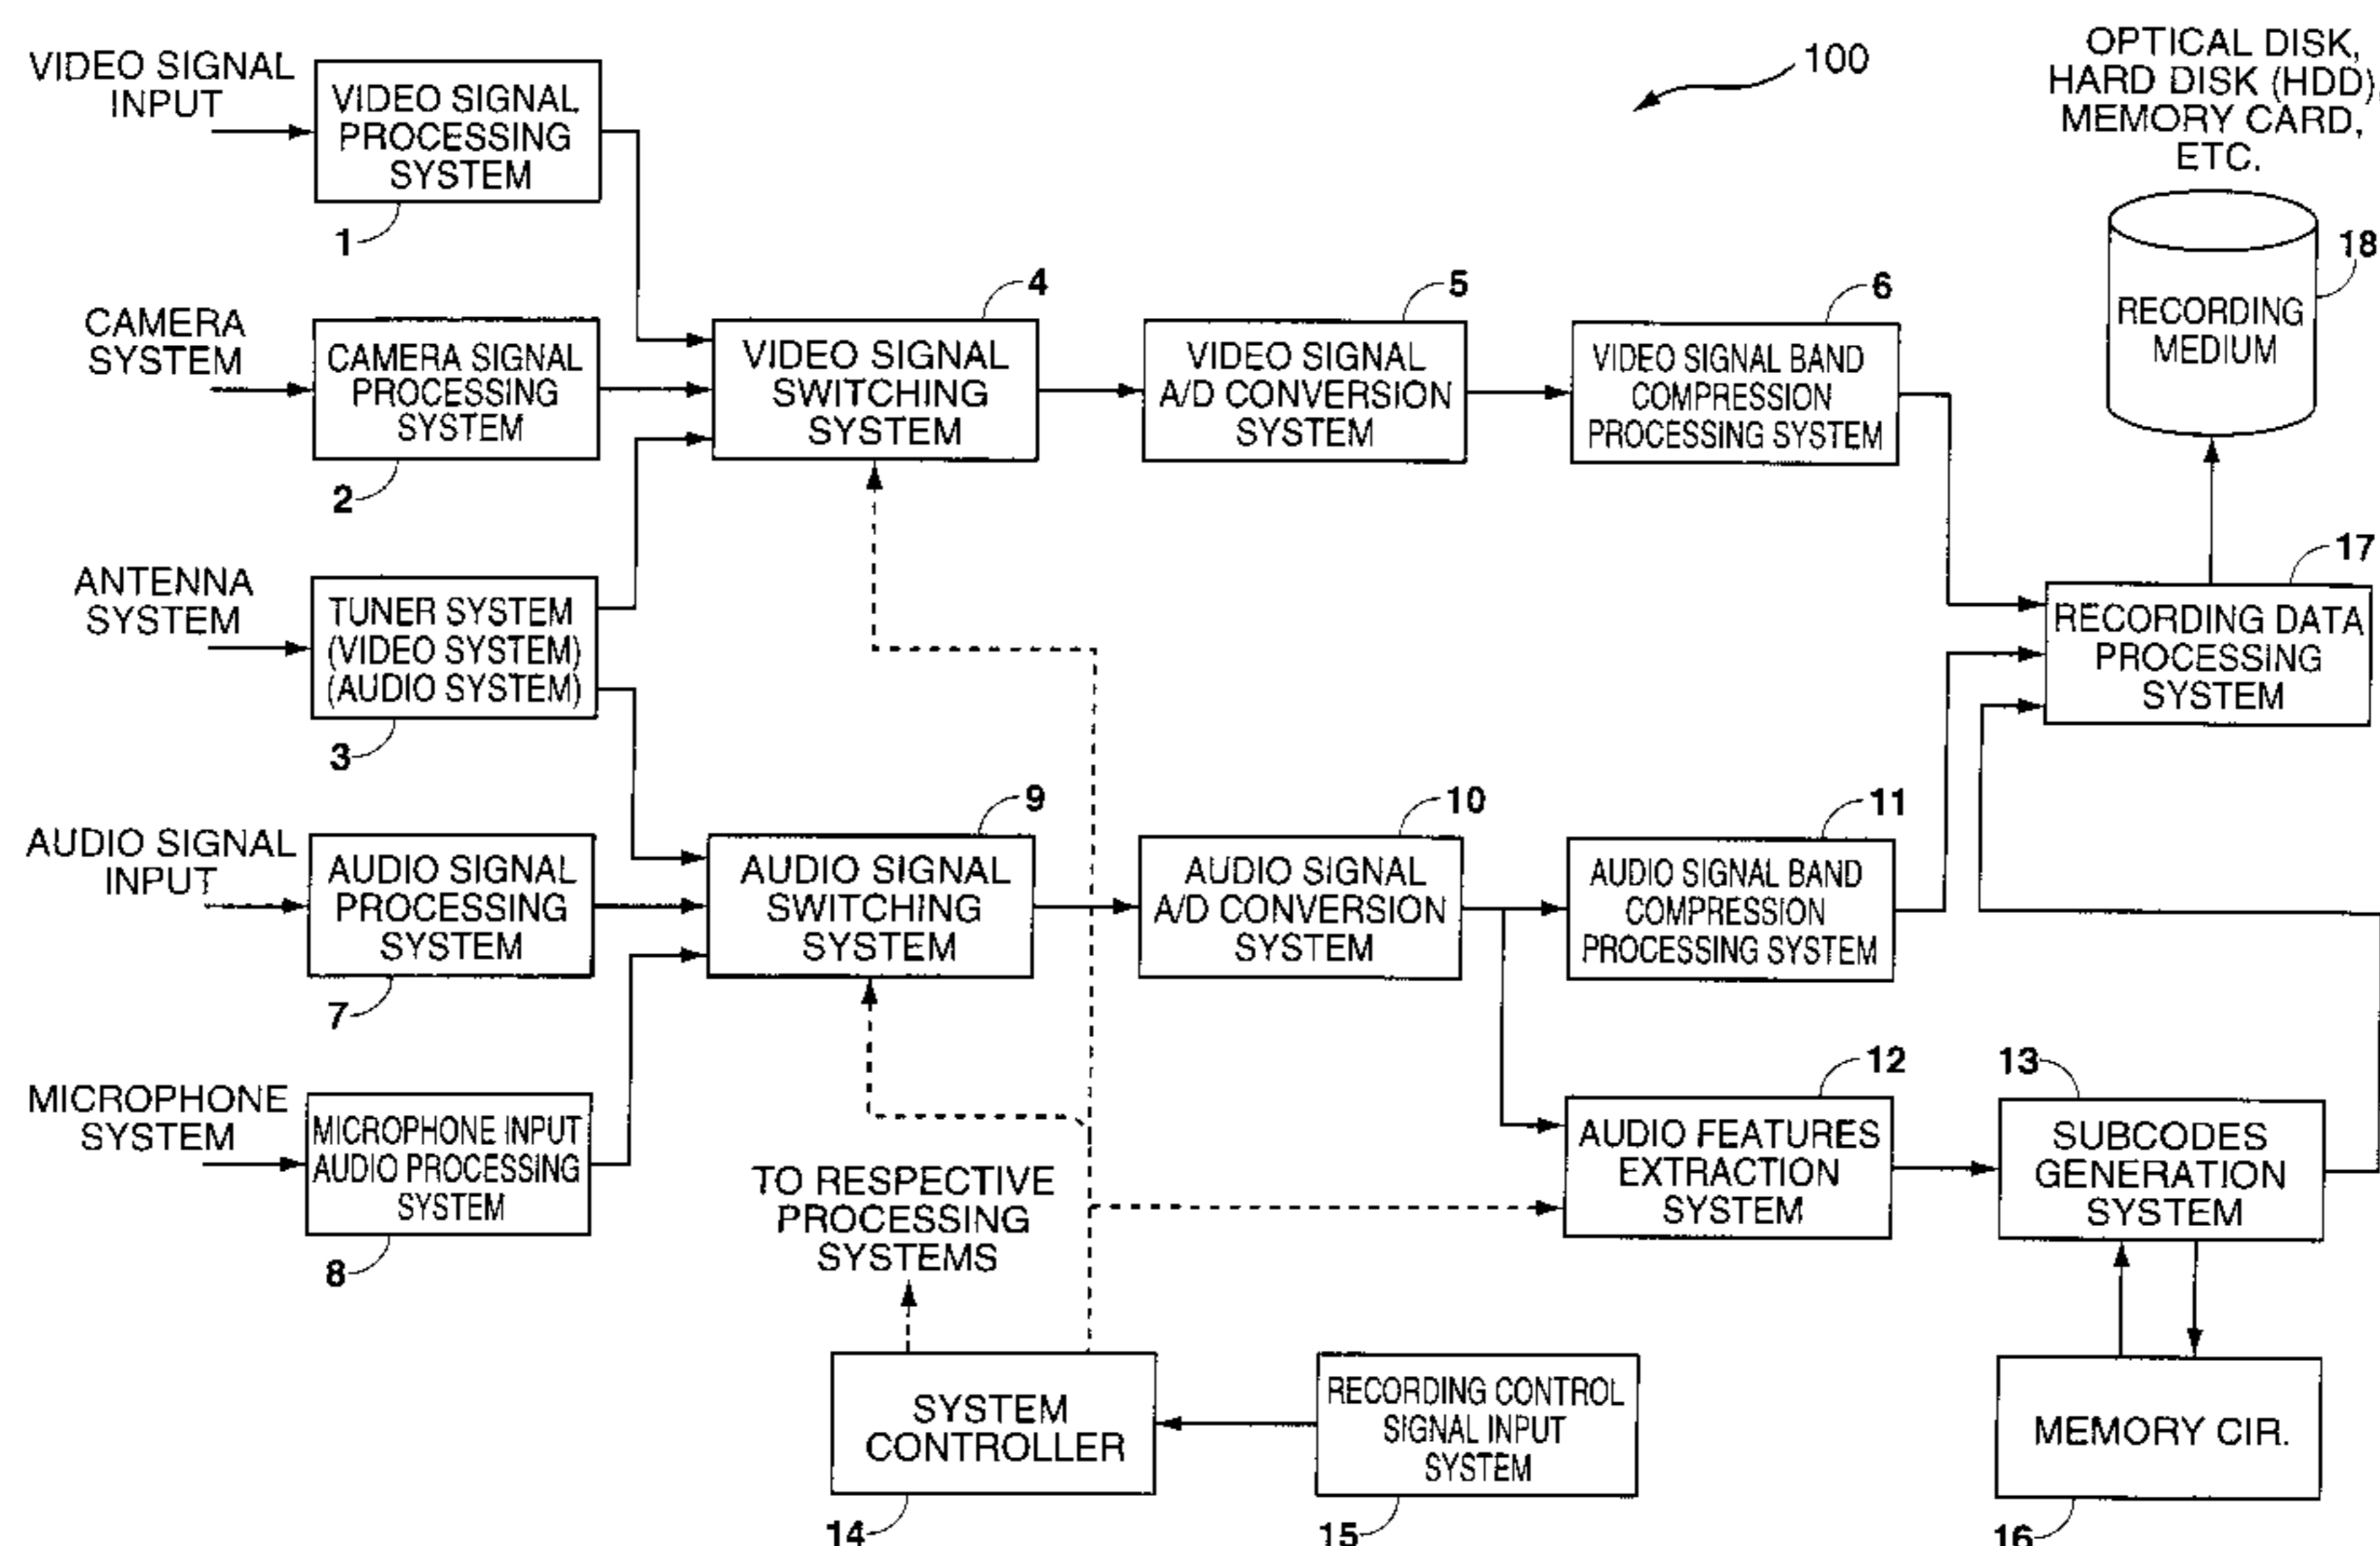 100
OPTICAL DISK,
HARD DISK (HDD),
MEMORY CARD,
ETC.
VIDEO SIGNAL
INPUT
VIDEO SIGNAL
PROCESSING
SYSTEM
1
RECORDING
MEDIUM
18
CAMERA
SYSTEM
CAMERA SIGNAL
PROCESSING
SYSTEM
2
VIDEO SIGNAL
SWITCHING
SYSTEM
4
VIDEO SIGNAL
A/D CONVERSION
SYSTEM
5
VIDEO SIGNAL BAND
COMPRESSION
PROCESSING SYSTEM
6
ANTENNA
SYSTEM
TUNER SYSTEM
(VIDEO SYSTEM)
(AUDIO SYSTEM)
3
RECORDING DATA
PROCESSING
SYSTEM
17
AUDIO SIGNAL
INPUT
AUDIO SIGNAL
PROCESSING
SYSTEM
7
AUDIO SIGNAL
SWITCHING
SYSTEM
9
AUDIO SIGNAL
A/D CONVERSION
SYSTEM
10
AUDIO SIGNAL BAND
COMPRESSION
PROCESSING SYSTEM
11
MICROPHONE
SYSTEM
MICROPHONE INPUT
AUDIO PROCESSING
SYSTEM
8
TO RESPECTIVE
PROCESSING
SYSTEMS
AUDIO FEATURES
EXTRACTION
SYSTEM
12
SUBCODES
GENERATION
SYSTEM
13
SYSTEM
CONTROLLER
14
RECORDING CONTROL
SIGNAL INPUT
SYSTEM
15
MEMORY CIR.
16